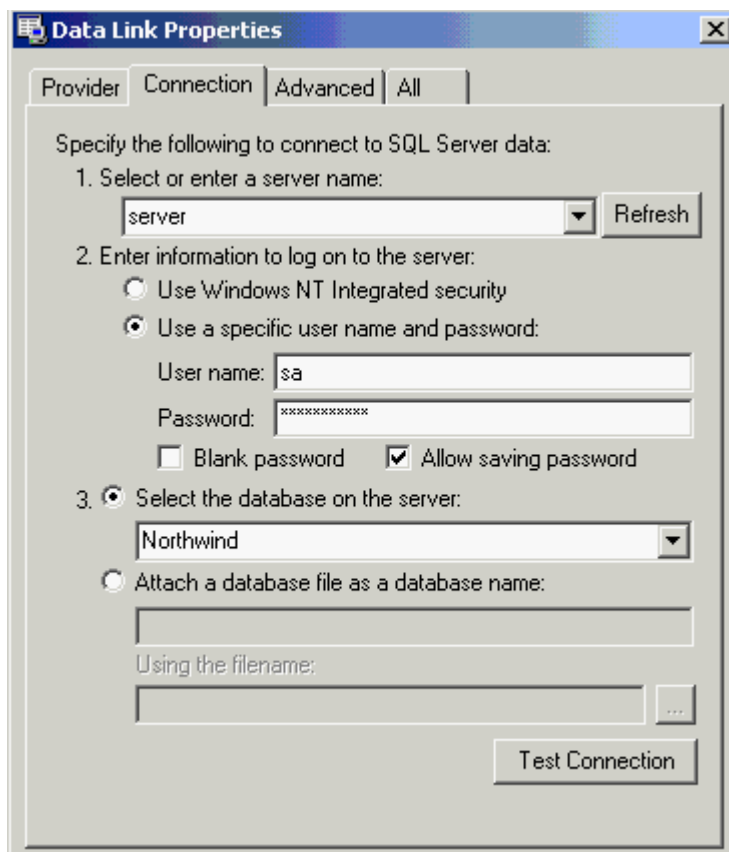 Data Link Properties
Provider Connection Advanced All
Specify the following to connect to SQL Server data:
1. Select or enter a server name:
server Refresh
2. Enter information to log on to the server:
Use Windows NT Integrated security
Use a specific user name and password:
User name: sa
Password: ***********
Blank password Allow saving password
3. Select the database on the server:
Northwind
Attach a database file as a database name:
Using the filename:
...
Test Connection